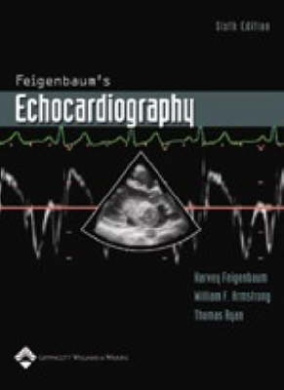 Sixth Edition
Feigenbaum's
Echocardiography
Harvey Feigenbaum
William F. Armstrong
Thomas Ryan
Lippincott Williams & Wilkins